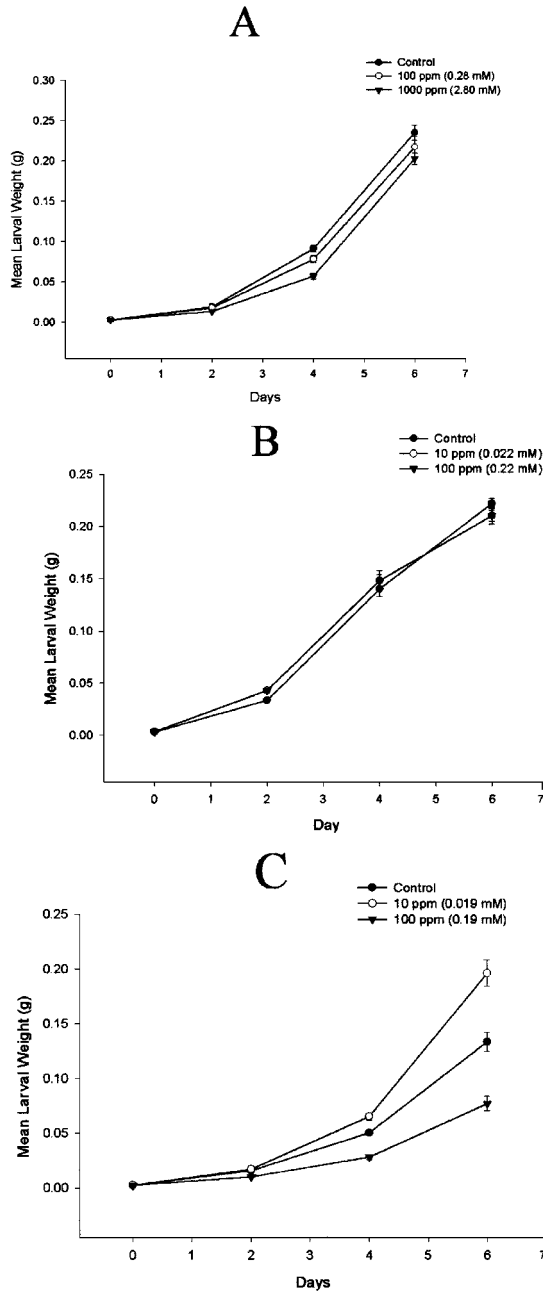 A
Control
100 ppm (0.28 mM)
1000 ppm (2.80 mM)
0.30
0.25
0.20
0.15
0.10
0.05
0.00
Mean Larval Weight (g)
0 1 2 3 4 5 6 7
Days
B
Control
10 ppm (0.022 mM)
100 ppm (0.22 mM)
0.25
0.20
0.15
0.10
0.05
0.00
Mean Larval Weight (g)
0 1 2 3 4 5 6 7
Day
C
Control
10 ppm (0.019 mM)
100 ppm (0.19 mM)
0.25
0.20
0.15
0.10
0.05
0.00
Mean Larval Weight (g)
0 1 2 3 4 5 6 7
Days